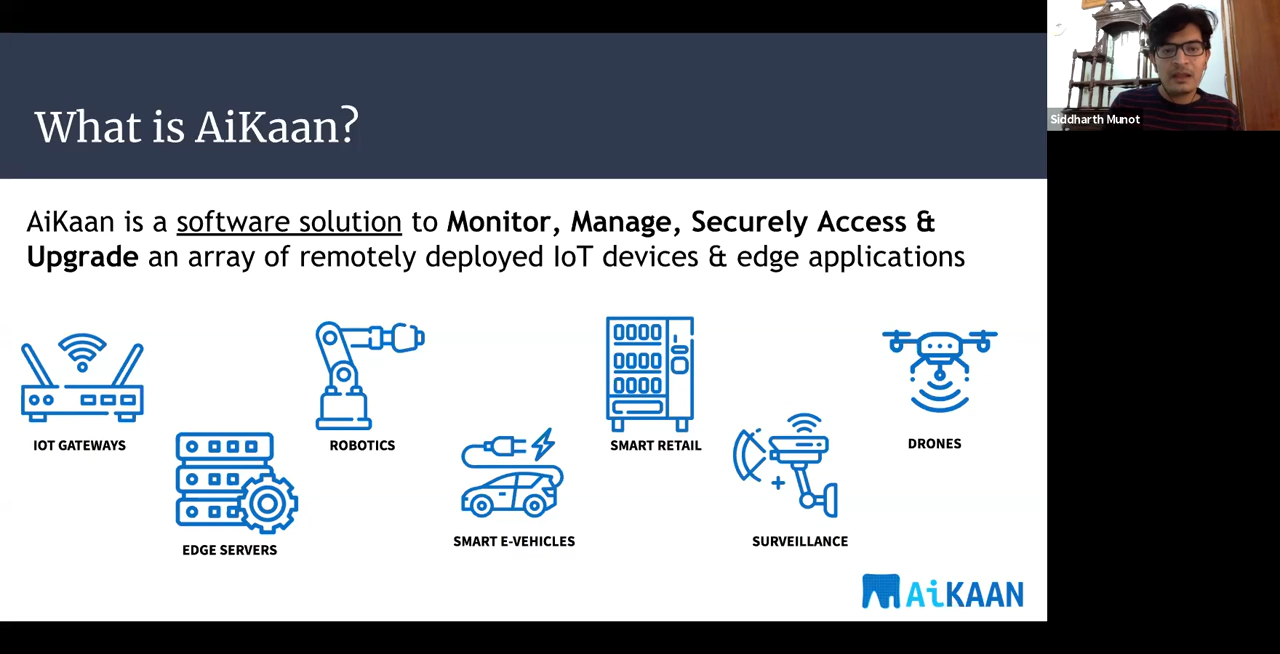 What is AiKaan?
Siddharth Munot
AiKaan is a software solution to Monitor, Manage, Securely Access &
Upgrade an array of remotely deployed IoT devices & edge applications
IOT GATEWAYS
ROBOTICS
SMART RETAIL
DRONES
EDGE SERVERS
SMART E-VEHICLES
SURVEILLANCE
AiKAAN